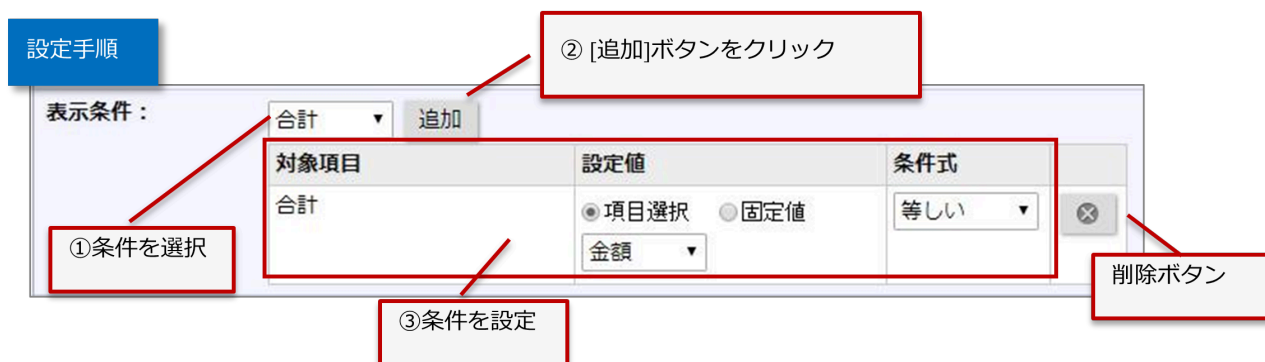 設定手順
② [追加]ボタンをクリック
表示条件：
合計 追加
対象項目 設定値 条件式
合計 項目選択 固定値 等しい
金額
①条件を選択
削除ボタン
③条件を設定